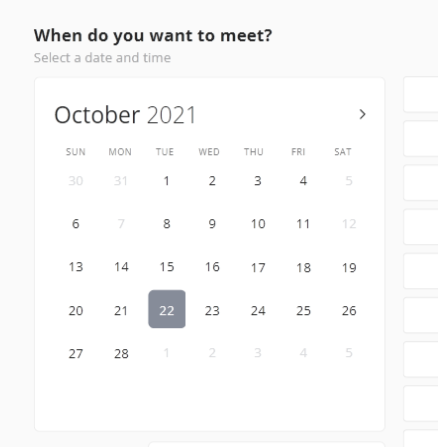 When do you want to meet?
Select a date and time
October 2021
SUN MON TUE WED THU FRI SAT
30 31 1 2 3 4 5
6 7 8 9 10 11 12
13 14 15 16 17 18 19
20 21 22 23 24 25 26
27 28 1 2 3 4 5